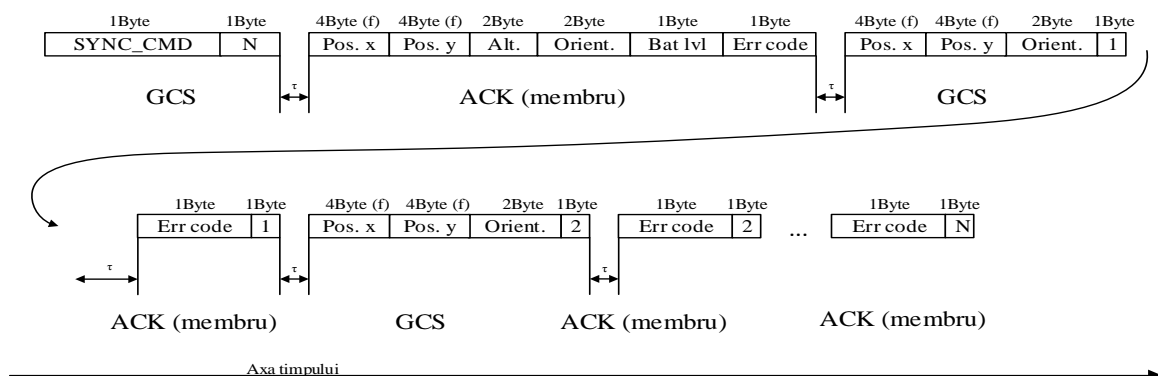 1Byte 1Byte 4Byte (f) 4Byte (f) 2Byte 2Byte 1Byte 1Byte 4Byte (f) 4Byte (f) 2Byte 1Byte
SYNC_CMD N Pos. x Pos. y Alt. Orient. Bat lvl Err code Pos. x Pos. y Orient. 1
τ τ
GCS ACK (membru) GCS
1Byte 1Byte 4Byte (f) 4Byte (f) 2Byte 1Byte 1Byte 1Byte 1Byte 1Byte
Err code 1 Pos. x Pos. y Orient. 2 Err code 2 ... Err code N
τ τ τ
ACK (membru) GCS ACK (membru) ACK (membru)
Axa timpului